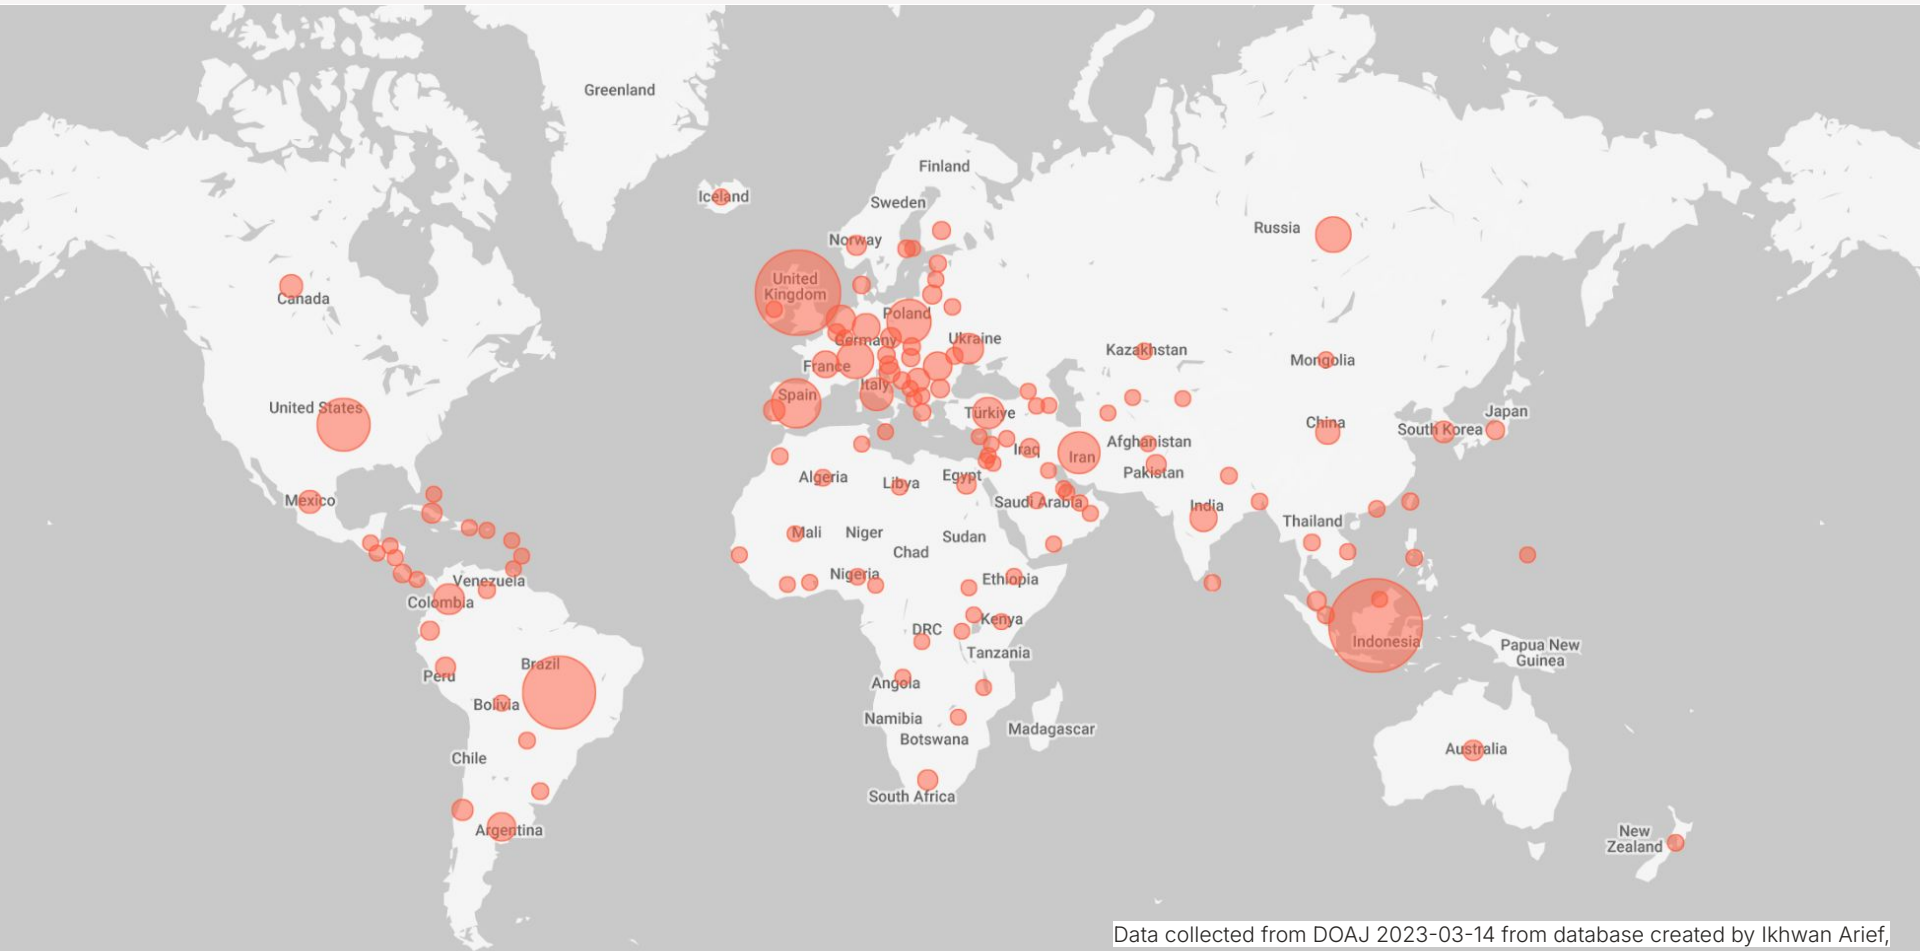 Greenland
Finland
Iceland
Sweden
Russia
Norway
United
Kingdom
Canada
Poland
Germany
Ukraine
Kazakhstan
Mongolia
France
Italy
Spain
United States
Türkiye
Japan
China
South Korea
Afghanistan
Iraq
Iran
Pakistan
Algeria
Libya
Egypt
Mexico
Saudi Arabia
India
Thailand
Mali
Niger
Sudan
Chad
Nigeria
Ethiopia
Venezuela
Colombia
Kenya
DRC
Tanzania
Indonesia
Papua New
Guinea
Brazil
Peru
Angola
Bolivia
Namibia
Madagascar
Botswana
Australia
Chile
South Africa
Argentina
New
Zealand
Data collected from DOAJ 2023-03-14 from database created by Ikhwan Arief,